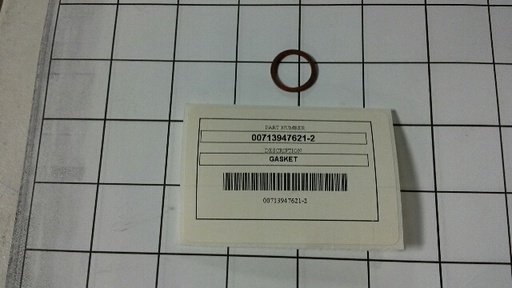 PART NUMBER
00713947621-2
DESCRIPTION
GASKET
00713947621-2